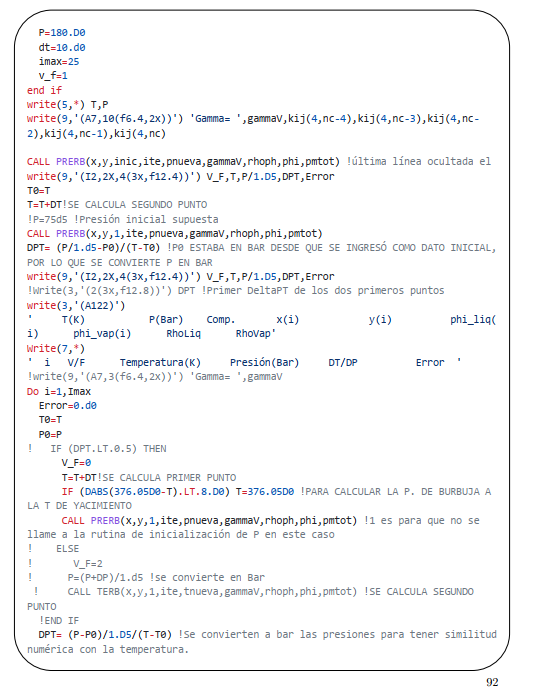 P=180.D0
dt=10.d0
imax=25
v_f=1
end if
write(5,*) T,P
write(9,'(A7,10(f6.4,2x))') 'Gamma= ',gammaV,kij(4,nc-4),kij(4,nc-3),kij(4,nc-
2),kij(4,nc-1),kij(4,nc)
CALL PRERB(x,y,inic,ite,pnueva,gammaV,rhoph,phi,pmtot) !última línea ocultada el
write(9,'(I2,2X,4(3x,f12.4))') V_F,T,P/1.D5,DPT,Error
T0=T
T=T+DT!SE CALCULA SEGUNDO PUNTO
!P=75d5 !Presión inicial supuesta
CALL PRERB(x,y,1,ite,pnueva,gammaV,rhoph,phi,pmtot)
DPT= (P/1.d5-P0)/(T-T0) !P0 ESTABA EN BAR DESDE QUE SE INGRESÓ COMO DATO INICIAL,
POR LO QUE SE CONVIERTE P EN BAR
write(9,'(I2,2X,4(3x,f12.4))') V_F,T,P/1.D5,DPT,Error
!Write(3,'(2(3x,f12.8))') DPT !Primer DeltaPT de los dos primeros puntos
write(3,'(A122)')
' T(K) P(Bar) Comp. x(i) y(i) phi_liq(
i) phi_vap(i) RhoLiq RhoVap'
Write(7,*)
' i V/F Temperatura(K) Presión(Bar) DT/DP Error '
!write(9,'(A7,3(f6.4,2x))') 'Gamma= ',gammaV
Do i=1,Imax
Error=0.d0
T0=T
P0=P
! IF (DPT.LT.0.5) THEN
V_F=0
T=T+DT!SE CALCULA PRIMER PUNTO
IF (DABS(376.05D0-T).LT.8.D0) T=376.05D0 !PARA CALCULAR LA P. DE BURBUJA A
LA T DE YACIMIENTO
CALL PRERB(x,y,1,ite,pnueva,gammaV,rhoph,phi,pmtot) !1 es para que no se
llame a la rutina de inicialización de P en este caso
! ELSE
! V_F=2
! P=(P+DP)/1.d5 !se convierte en Bar
! CALL TERB(x,y,1,ite,tnueva,gammaV,rhoph,phi,pmtot) !SE CALCULA SEGUNDO
PUNTO
!END IF
DPT= (P-P0)/1.D5/(T-T0) !Se convierten a bar las presiones para tener similitud
numérica con la temperatura.
92